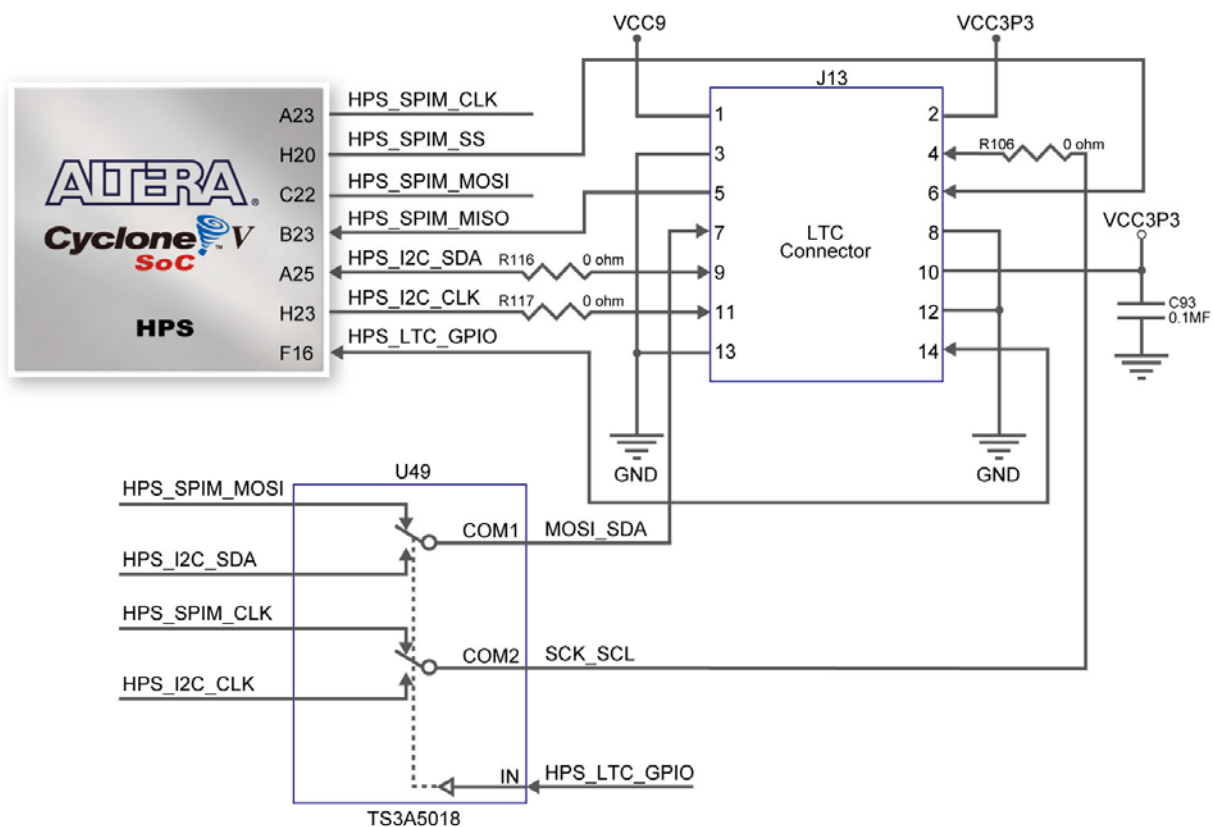 VCC9
VCC3P3
J13
A23
HPS_SPIM_CLK
H20
HPS_SPIM_SS
C22
HPS_SPIM_MOSI
B23
HPS_SPIM_MISO
A25
HPS_I2C_SDA
R116
0 ohm
H23
HPS_I2C_CLK
R117
0 ohm
F16
HPS_LTC_GPIO
ALTERA
Cyclone V
SoC
HPS
1
2
3
4
5
6
7
8
9
10
11
12
13
14
LTC
Connector
R106
0 ohm
VCC3P3
C93
0.1MF
GND
GND
U49
HPS_SPIM_MOSI
HPS_I2C_SDA
HPS_SPIM_CLK
HPS_I2C_CLK
COM1
MOSI_SDA
COM2
SCK_SCL
IN
HPS_LTC_GPIO
TS3A5018